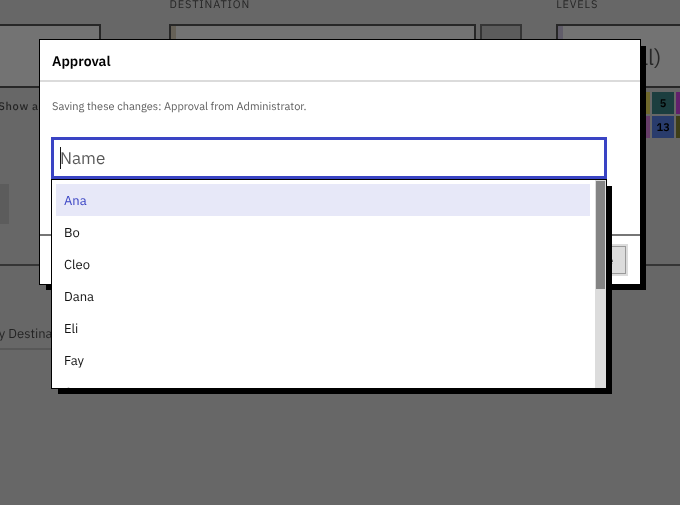 DESTINATION
LEVELS
Approval
Show a
5
Saving these changes: Approval from Administrator.
13
Name
Ana
Bo
Cleo
Dana
y Destina
Eli
Fay